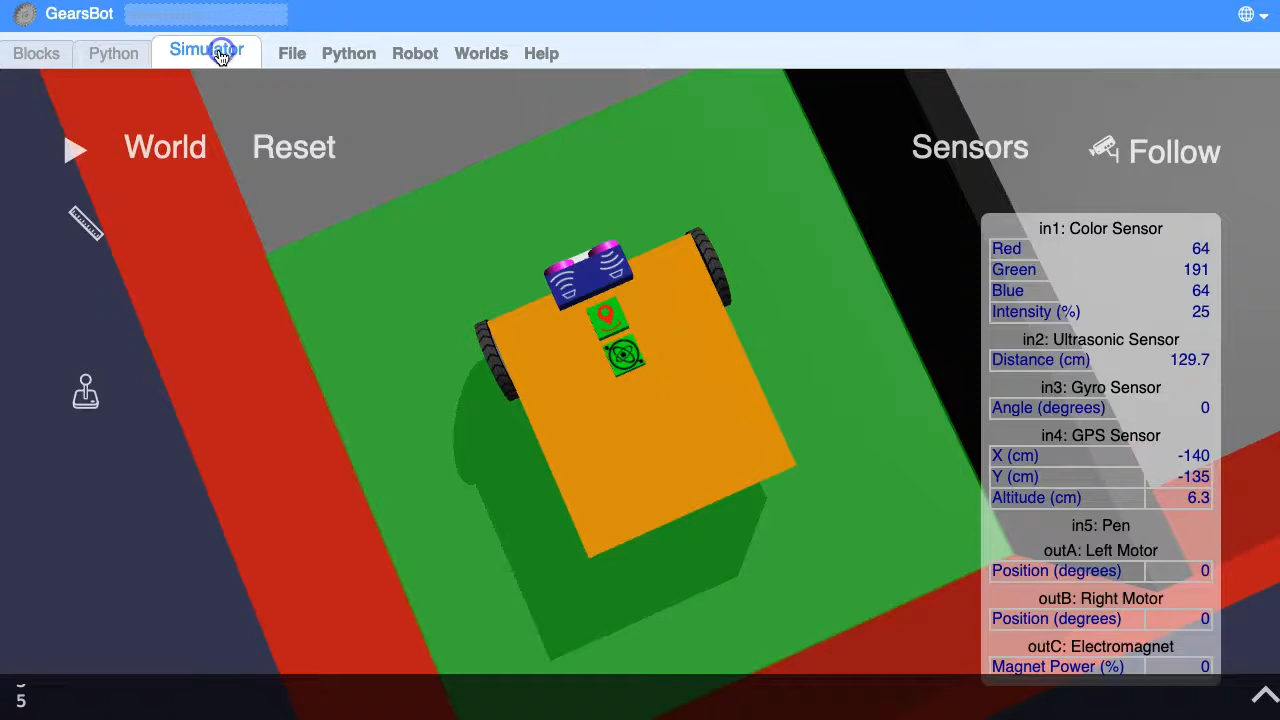 GearsBot
Blocks Python Simulator File Python Robot Worlds Help
World Reset Sensors Follow
in1: Color Sensor
Red 64
Green 191
Blue 64
Intensity (%) 25
in2: Ultrasonic Sensor
Distance (cm) 129.7
in3: Gyro Sensor
Angle (degrees) 0
in4: GPS Sensor
X (cm) -140
Y (cm) -135
Altitude (cm) 6.3
in5: Pen
outA: Left Motor
Position (degrees) 0
outB: Right Motor
Position (degrees) 0
outC: Electromagnet
Magnet Power (%) 0
5